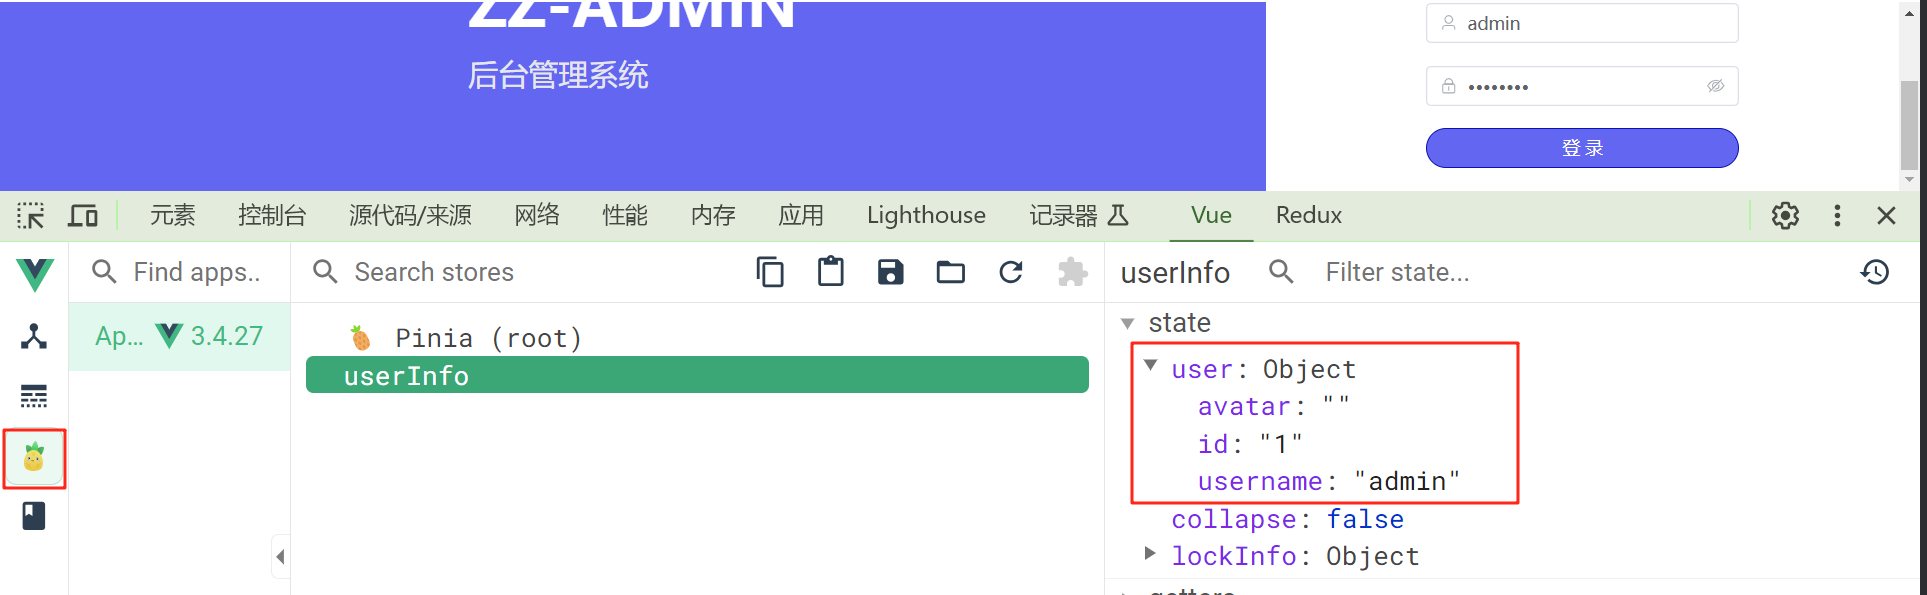 ZZ-ADMIN
后台管理系统
admin
••••••••
登录
元素 控制台 源代码/来源 网络 性能 内存 应用 Lighthouse 记录器 Vue Redux
Find apps..
Search stores
userInfo
Filter state...
Ap... 3.4.27
Pinia (root)
userInfo
state
user: Object
avatar: ""
id: "1"
username: "admin"
collapse: false
lockInfo: Object
getters